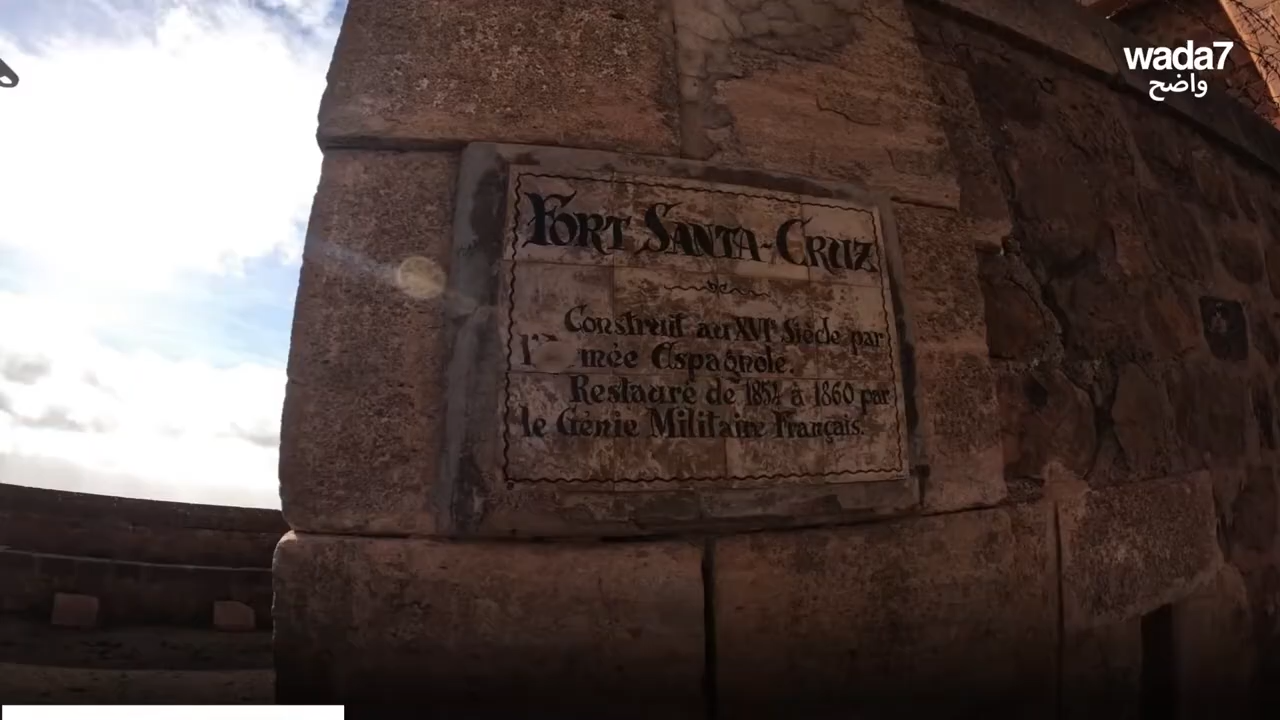 wada7
واضح
FORT SANTA-CRUZ
Construit au XVIe Siècle par
l' mée Espagnole.
Restauré de 1854 à 1860 par
le Génie Militaire Français.